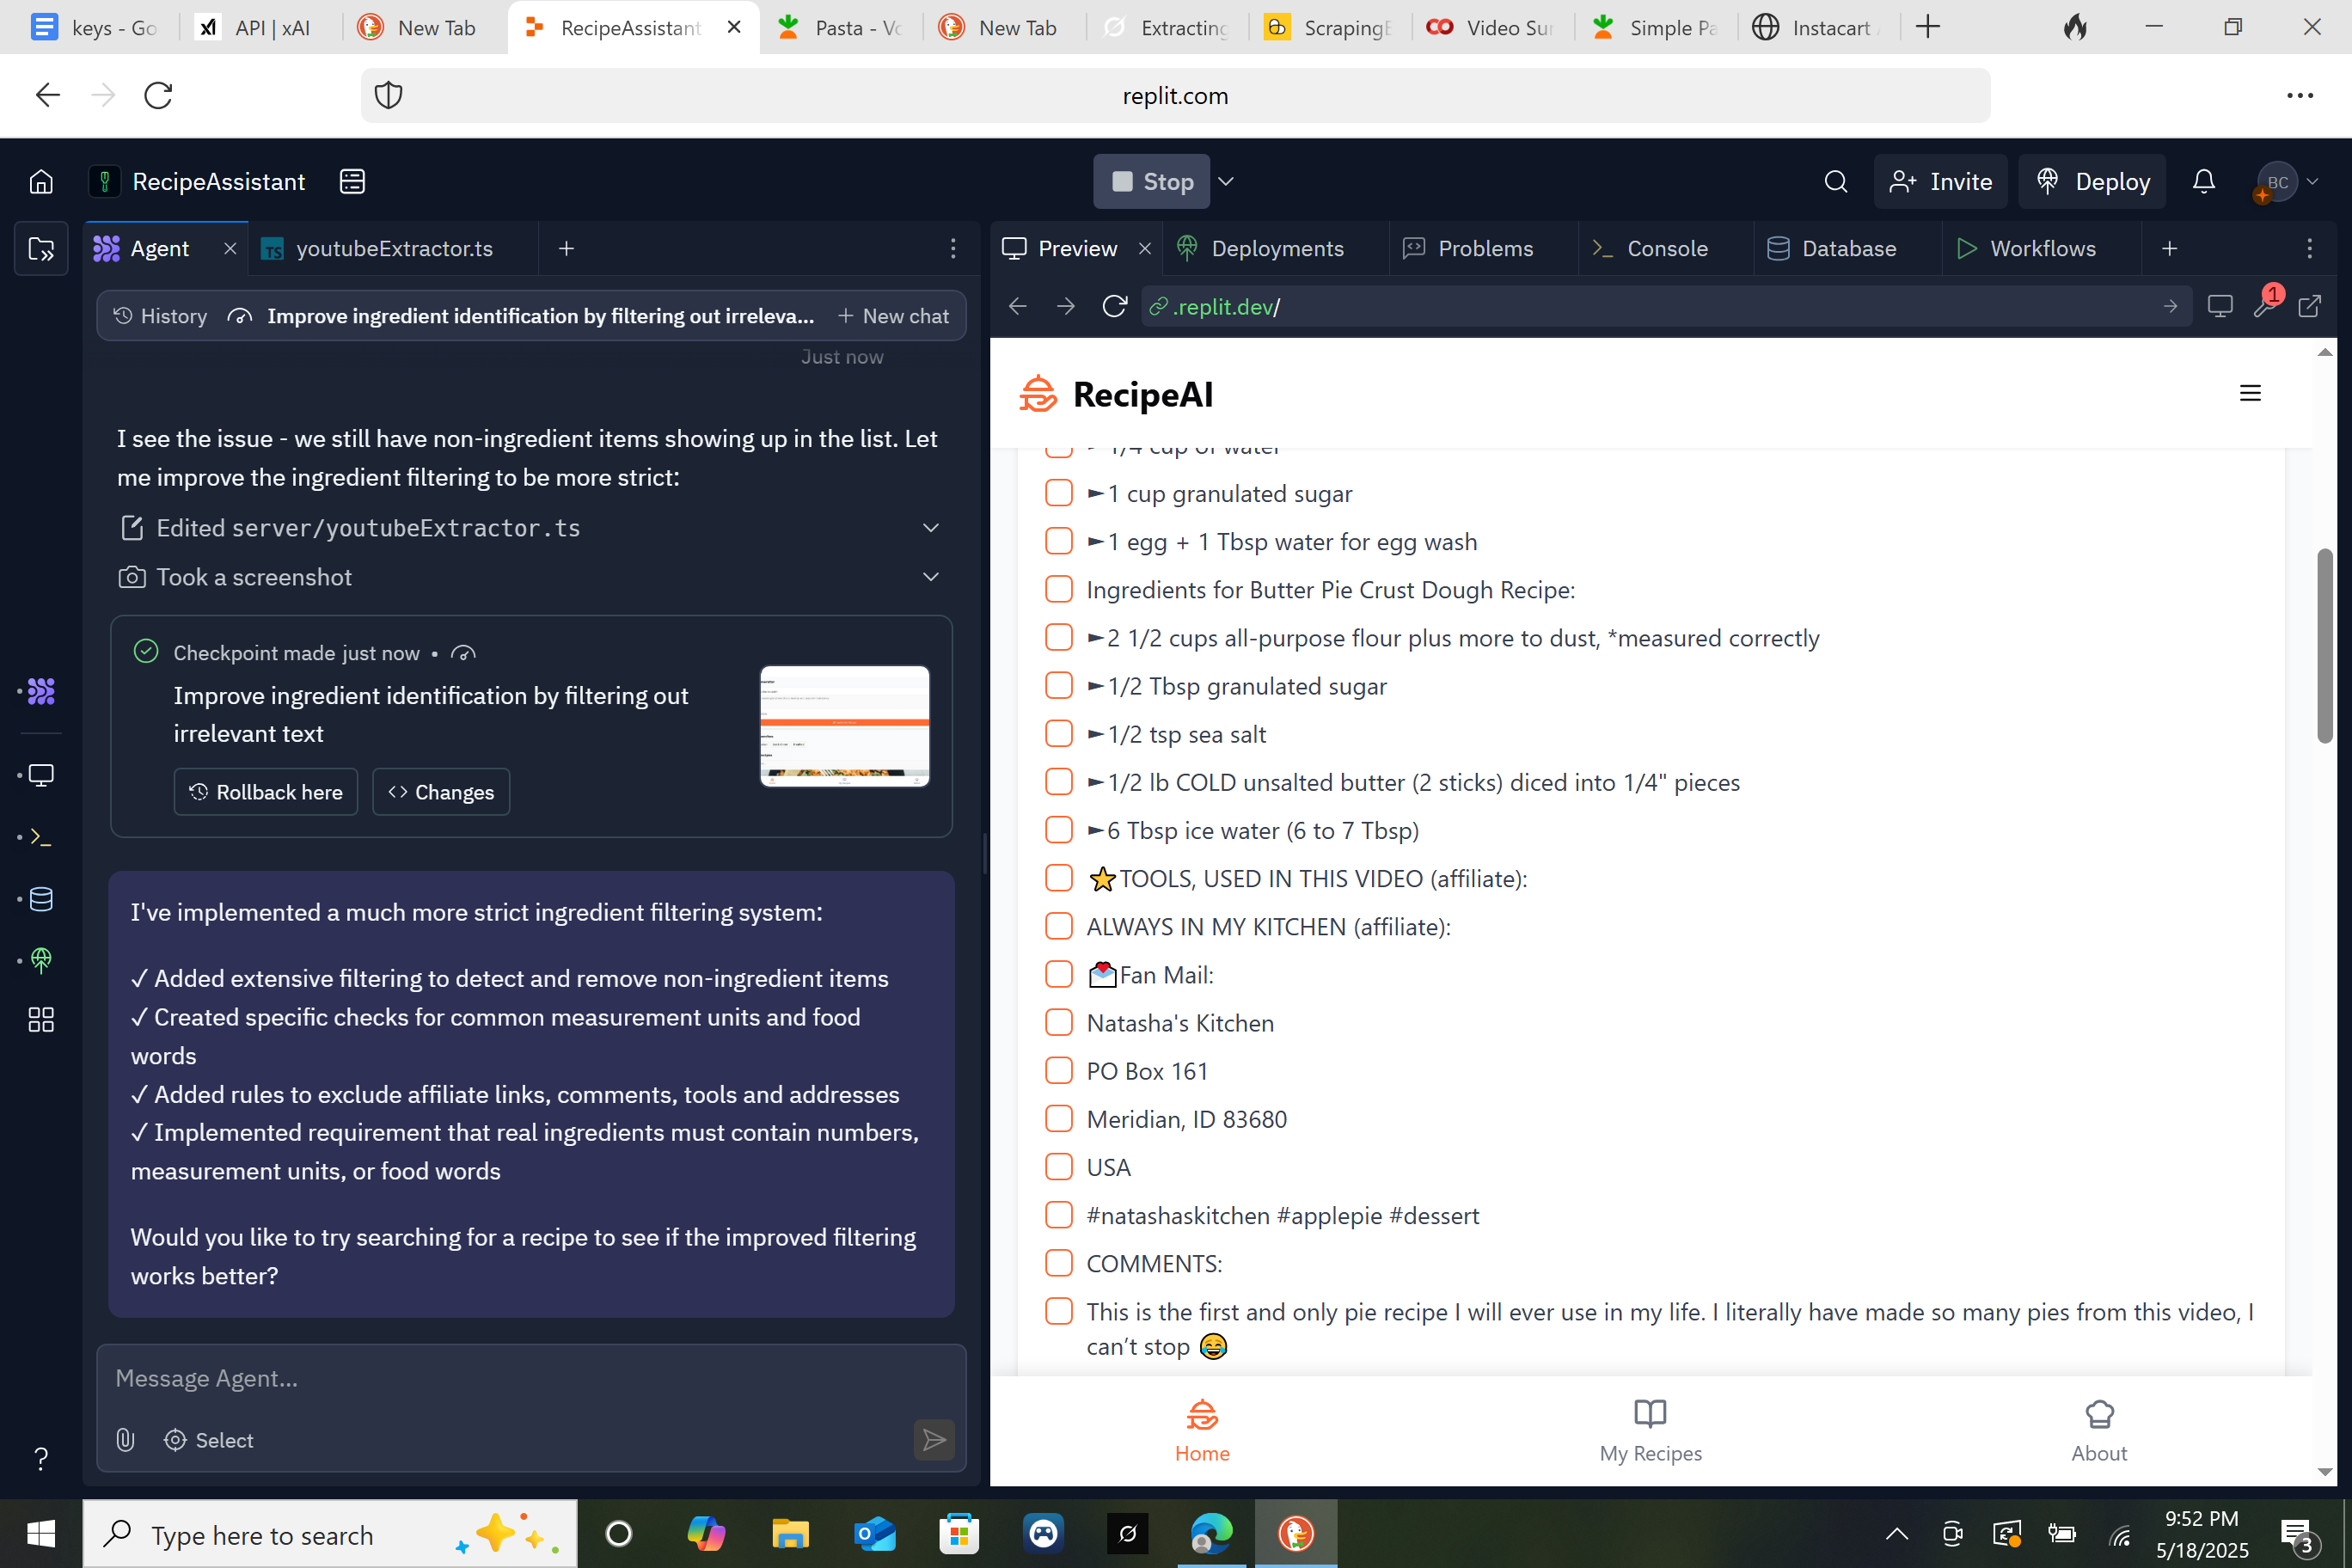 keys - Go
API | xAI
New Tab
RecipeAssistant
Pasta - Vo
New Tab
Extracting
ScrapingB
Video Sum
Simple Pa
Instacart
replit.com
RecipeAssistant
Stop
Invite
Deploy
BC
Agent
TS youtubeExtractor.ts
Preview
Deployments
Problems
Console
Database
Workflows
History
Improve ingredient identification by filtering out irreleva...
New chat
.replit.dev/
1
Just now
I see the issue - we still have non-ingredient items showing up in the list. Let
me improve the ingredient filtering to be more strict:
Edited server/youtubeExtractor.ts
Took a screenshot
Checkpoint made just now •
Improve ingredient identification by filtering out
irrelevant text
Rollback here
<> Changes
I've implemented a much more strict ingredient filtering system:
✓ Added extensive filtering to detect and remove non-ingredient items
✓ Created specific checks for common measurement units and food
words
✓ Added rules to exclude affiliate links, comments, tools and addresses
✓ Implemented requirement that real ingredients must contain numbers,
measurement units, or food words
Would you like to try searching for a recipe to see if the improved filtering
works better?
Message Agent...
Select
RecipeAI
►1/4 cup of water
►1 cup granulated sugar
►1 egg + 1 Tbsp water for egg wash
Ingredients for Butter Pie Crust Dough Recipe:
►2 1/2 cups all-purpose flour plus more to dust, *measured correctly
►1/2 Tbsp granulated sugar
►1/2 tsp sea salt
►1/2 lb COLD unsalted butter (2 sticks) diced into 1/4" pieces
►6 Tbsp ice water (6 to 7 Tbsp)
⭐TOOLS, USED IN THIS VIDEO (affiliate):
ALWAYS IN MY KITCHEN (affiliate):
💌Fan Mail:
Natasha's Kitchen
PO Box 161
Meridian, ID 83680
USA
#natashaskitchen #applepie #dessert
COMMENTS:
This is the first and only pie recipe I will ever use in my life. I literally have made so many pies from this video, I
can’t stop 😂
Home
My Recipes
About
Type here to search
9:52 PM
5/18/2025
3